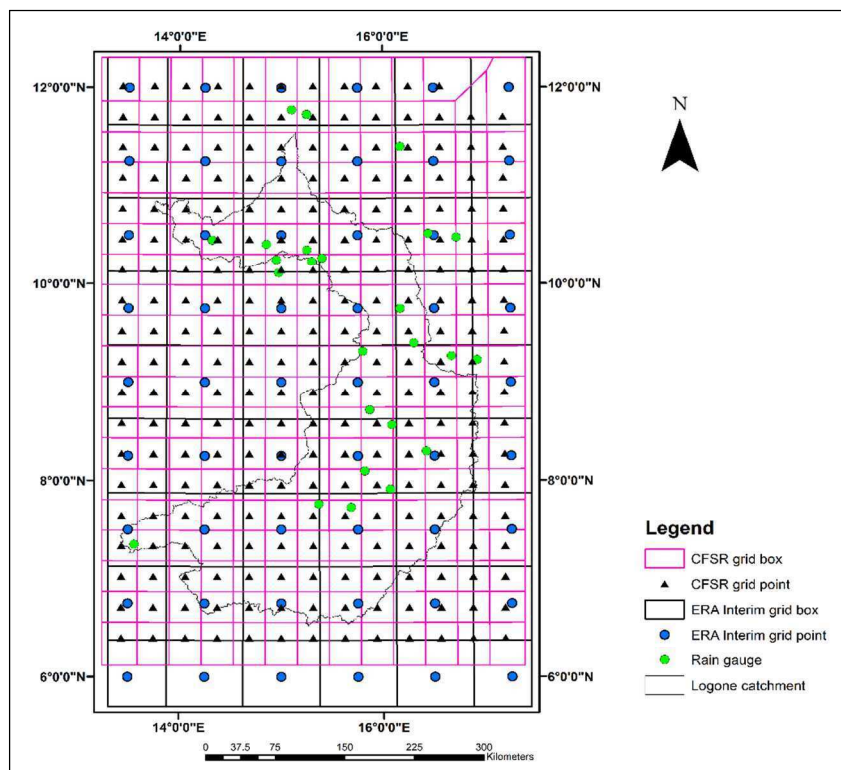 14°0'0"E 16°0'0"E
12°0'0"N 12°0'0"N
N
10°0'0"N 10°0'0"N
8°0'0"N 8°0'0"N
Legend
CFSR grid box
CFSR grid point
ERA Interim grid box
ERA Interim grid point
Rain gauge
Logone catchment
6°0'0"N 6°0'0"N
14°0'0"E 16°0'0"E
0 37.5 75 150 225 300
Kilometers